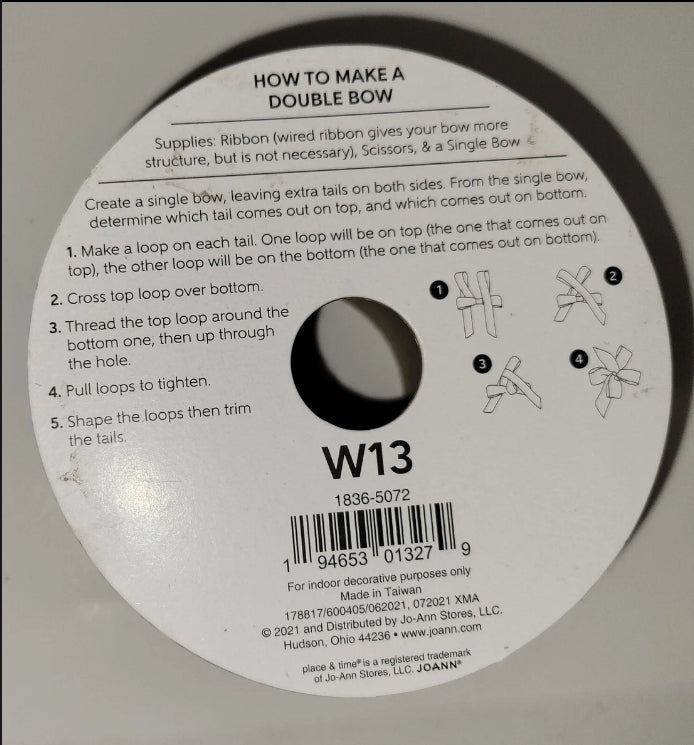 HOW TO MAKE A
DOUBLE BOW
Supplies: Ribbon (wired ribbon gives your bow more
structure, but is not necessary), Scissors, & a Single Bow
Create a single bow, leaving extra tails on both sides. From the single bow,
determine which tail comes out on top, and which comes out on bottom.
1. Make a loop on each tail. One loop will be on top (the one that comes out on
top), the other loop will be on the bottom (the one that comes out on bottom).
2. Cross top loop over bottom.
3. Thread the top loop around the
bottom one, then up through
the hole.
4. Pull loops to tighten.
5. Shape the loops then trim
the tails.
1
2
3
4
W13
1836-5072
1 94653 01327 9
For indoor decorative purposes only
Made in Taiwan
178817/600405/062021, 072021 XMA
© 2021 and Distributed by Jo-Ann Stores, LLC.
Hudson, Ohio 44236 • www.joann.com
place & time® is a registered trademark
of Jo-Ann Stores, LLC. JOANN®